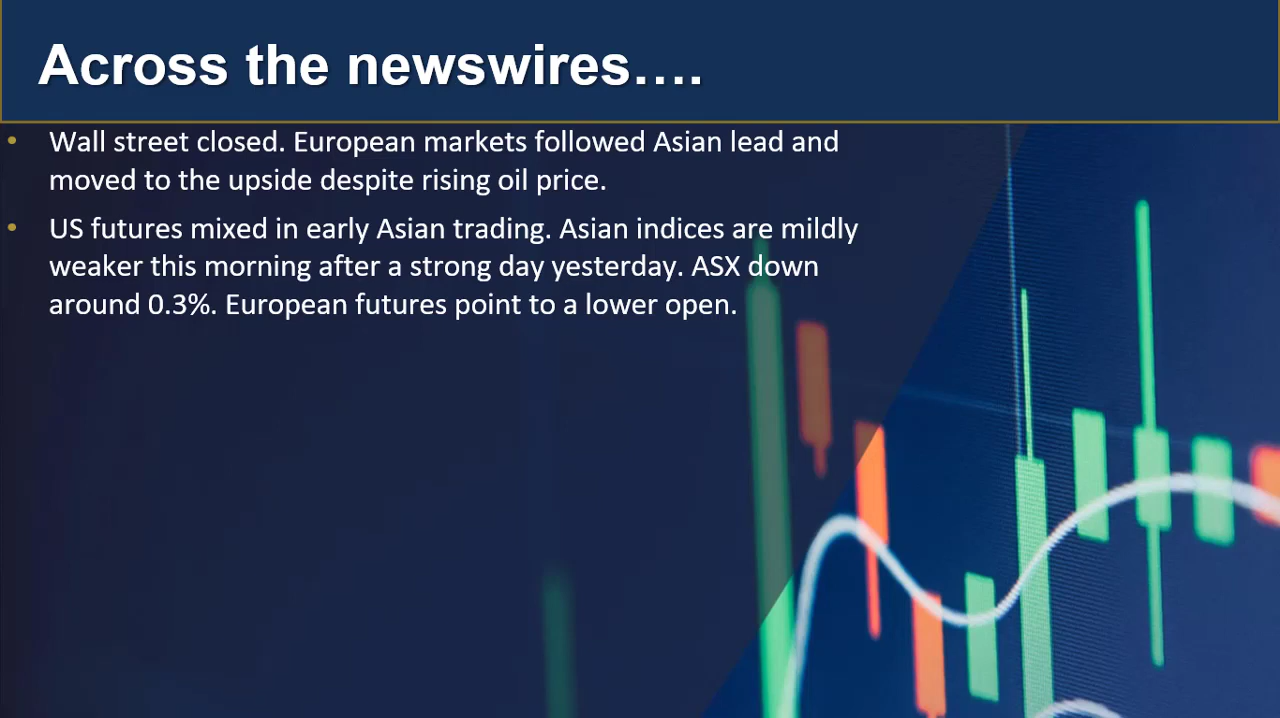 Across the newswires….
• Wall street closed. European markets followed Asian lead and
moved to the upside despite rising oil price.
• US futures mixed in early Asian trading. Asian indices are mildly
weaker this morning after a strong day yesterday. ASX down
around 0.3%. European futures point to a lower open.